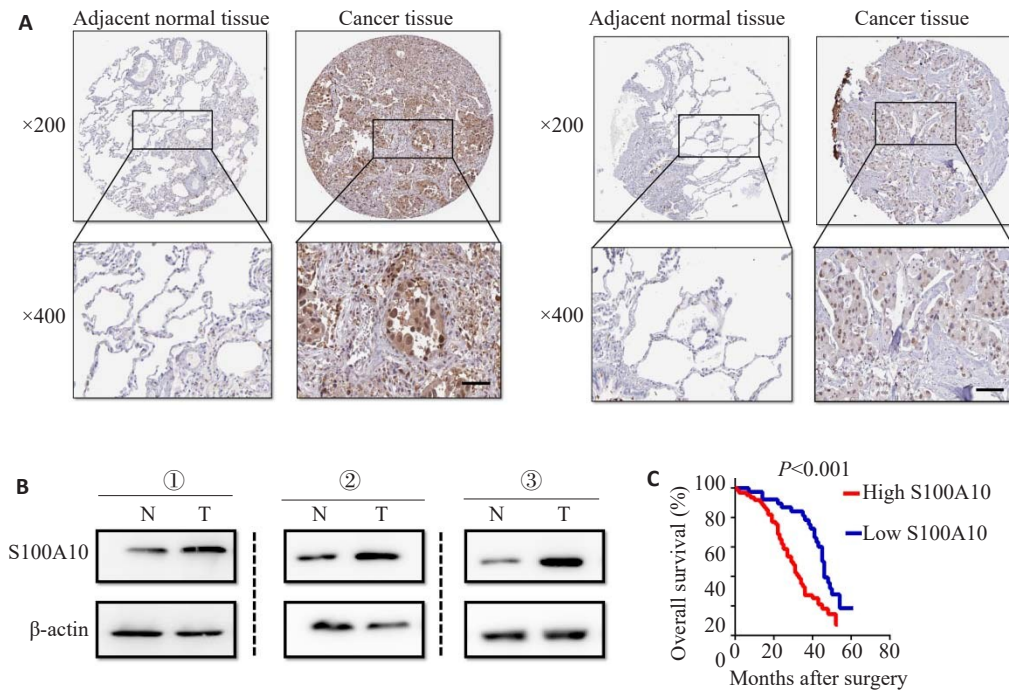 A
Adjacent normal tissue Cancer tissue Adjacent normal tissue Cancer tissue
×200 ×200
×400 ×400
B
① ② ③
N T N T N T
S100A10
β-actin
C
P<0.001
High S100A10
Low S100A10
Overall survival (%)
100
80
60
40
20
0
0 20 40 60 80
Months after surgery